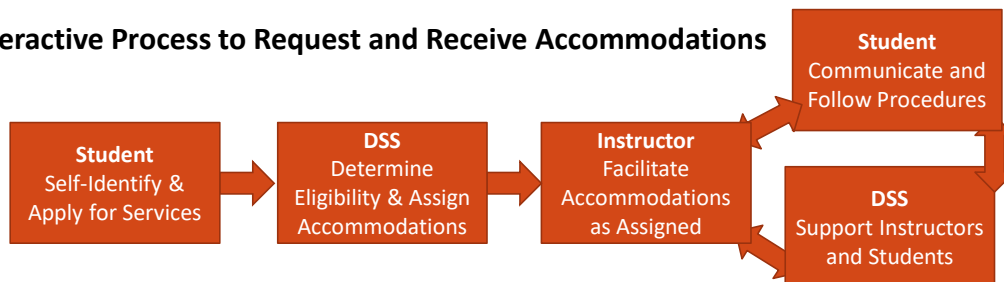 eractive Process to Request and Receive Accommodations
Student
Self-Identify &
Apply for Services
DSS
Determine
Eligibility & Assign
Accommodations
Instructor
Facilitate
Accommodations
as Assigned
Student
Communicate and
Follow Procedures
DSS
Support Instructors
and Students